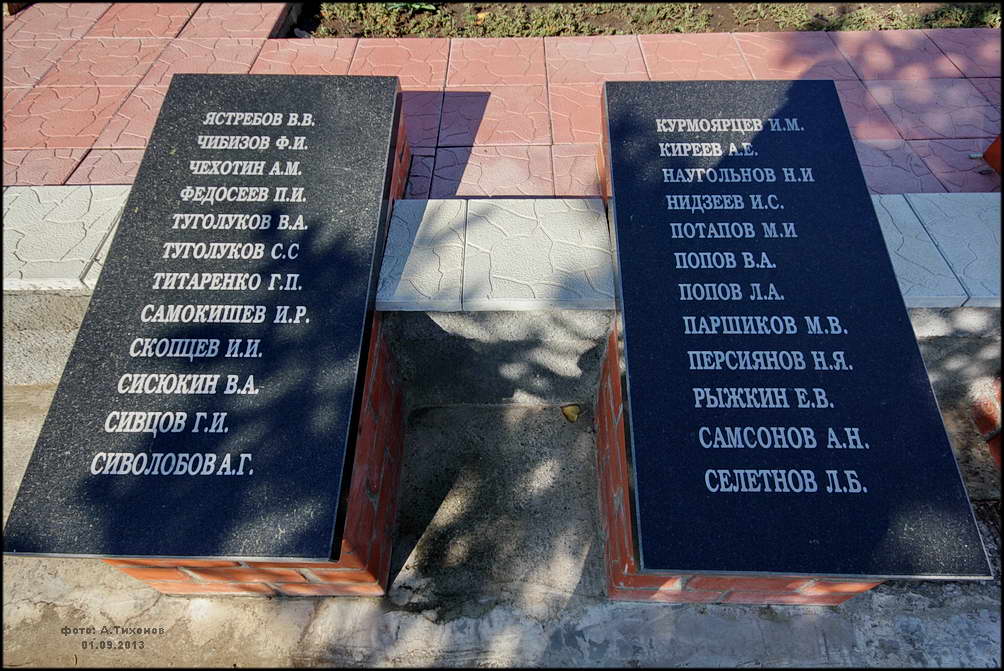 ЯСТРЕБОВ В.В.
ЧИБИЗОВ Ф.И.
ЧЕХОТИН А.М.
ФЕДОСЕЕВ П.И.
ТУГОЛУКОВ В.А.
ТУГОЛУКОВ С.С
ТИТАРЕНКО Г.П.
САМОКИШЕВ И.Р.
СКОПЦЕВ И.И.
СИСЮКИН В.А.
СИВЦОВ Г.И.
СИВОЛОБОВ А.Г.
КУРМОЯРЦЕВ И.М.
КИРЕЕВ А.Е.
НАУГОЛЬНОВ Н.И
НИДЗЕЕВ И.С.
ПОТАПОВ М.И
ПОПОВ В.А.
ПОПОВ Л.А.
ПАРШИКОВ М.В.
ПЕРСИЯНОВ Н.Я.
РЫЖКИН Е.В.
САМСОНОВ А.Н.
СЕЛЕТНОВ Л.Б.
фото: А.Тихонов
01.09.2013